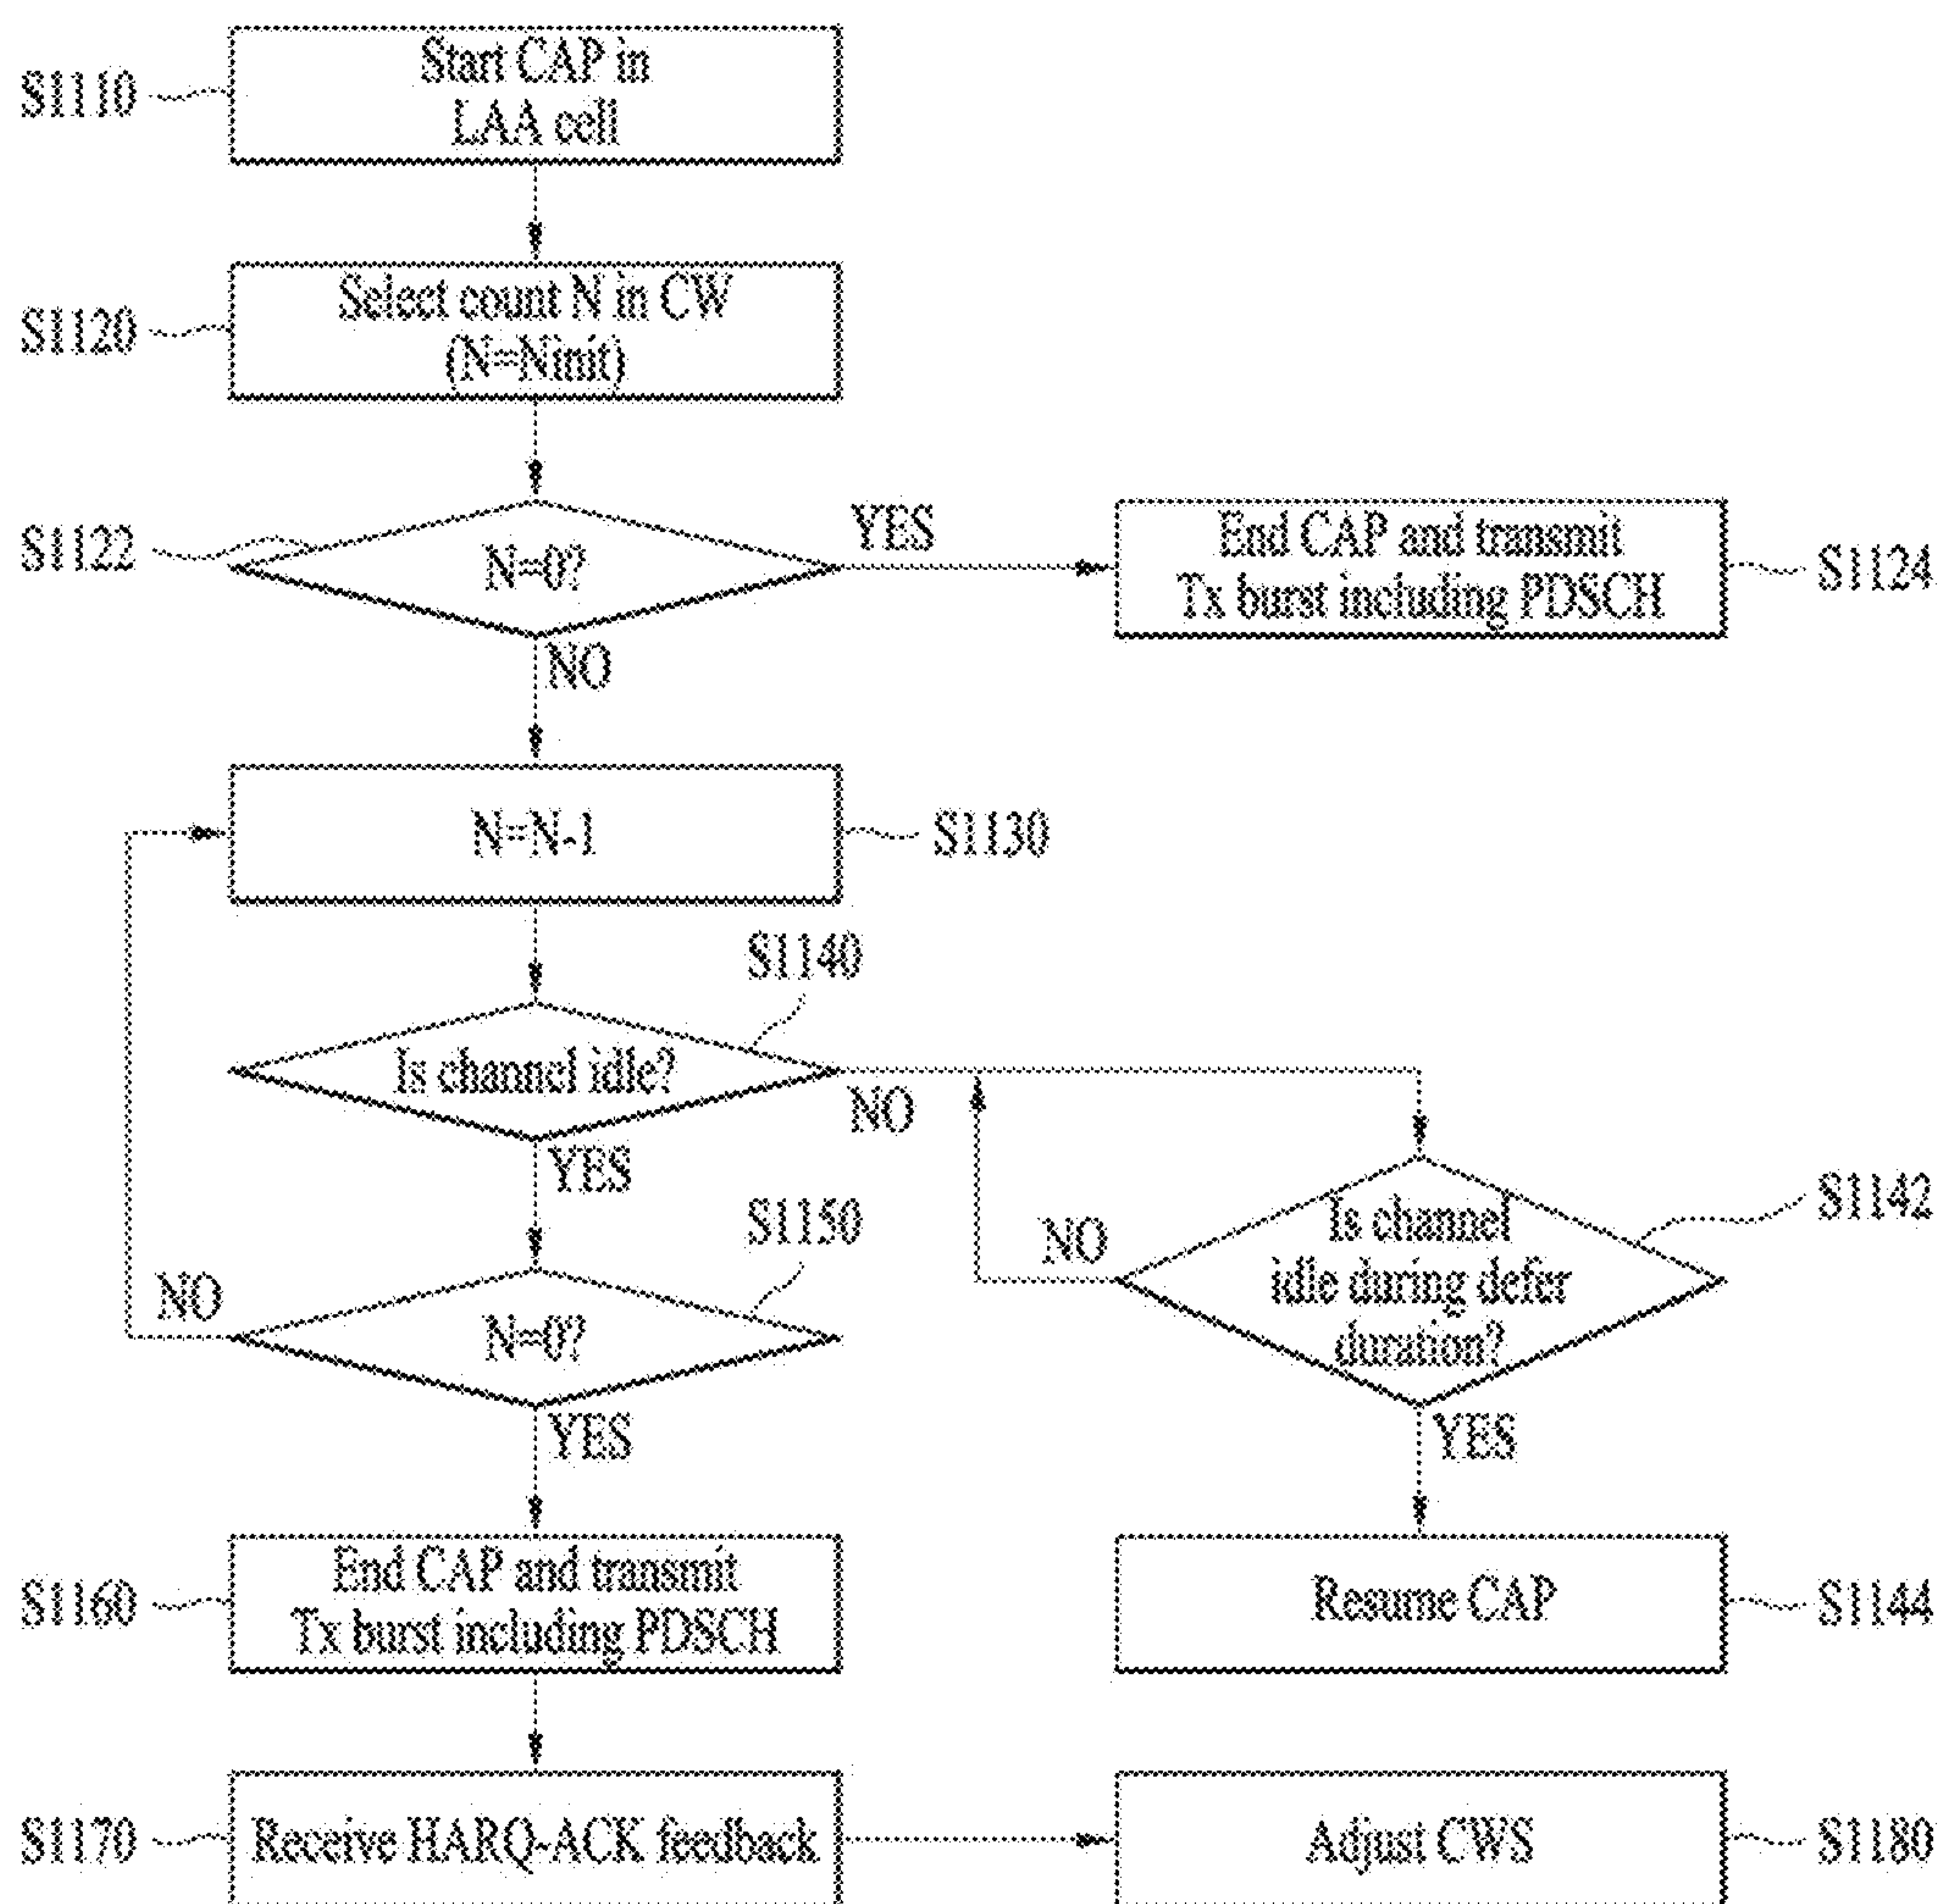 S1110
Start CAP in
LAA cell
S1120
Select count N in CW
(N=Ninit)
S1122
N=0?
YES
End CAP and transmit
Tx burst including PDSCH
S1124
NO
N=N-1
S1130
S1140
Is channel idle?
NO
YES
S1150
Is channel
idle during defer
duration?
S1142
NO
NO
N=0?
YES
YES
S1160
End CAP and transmit
Tx burst including PDSCH
Resume CAP
S1144
S1170
Receive HARQ-ACK feedback
Adjust CWS
S1180